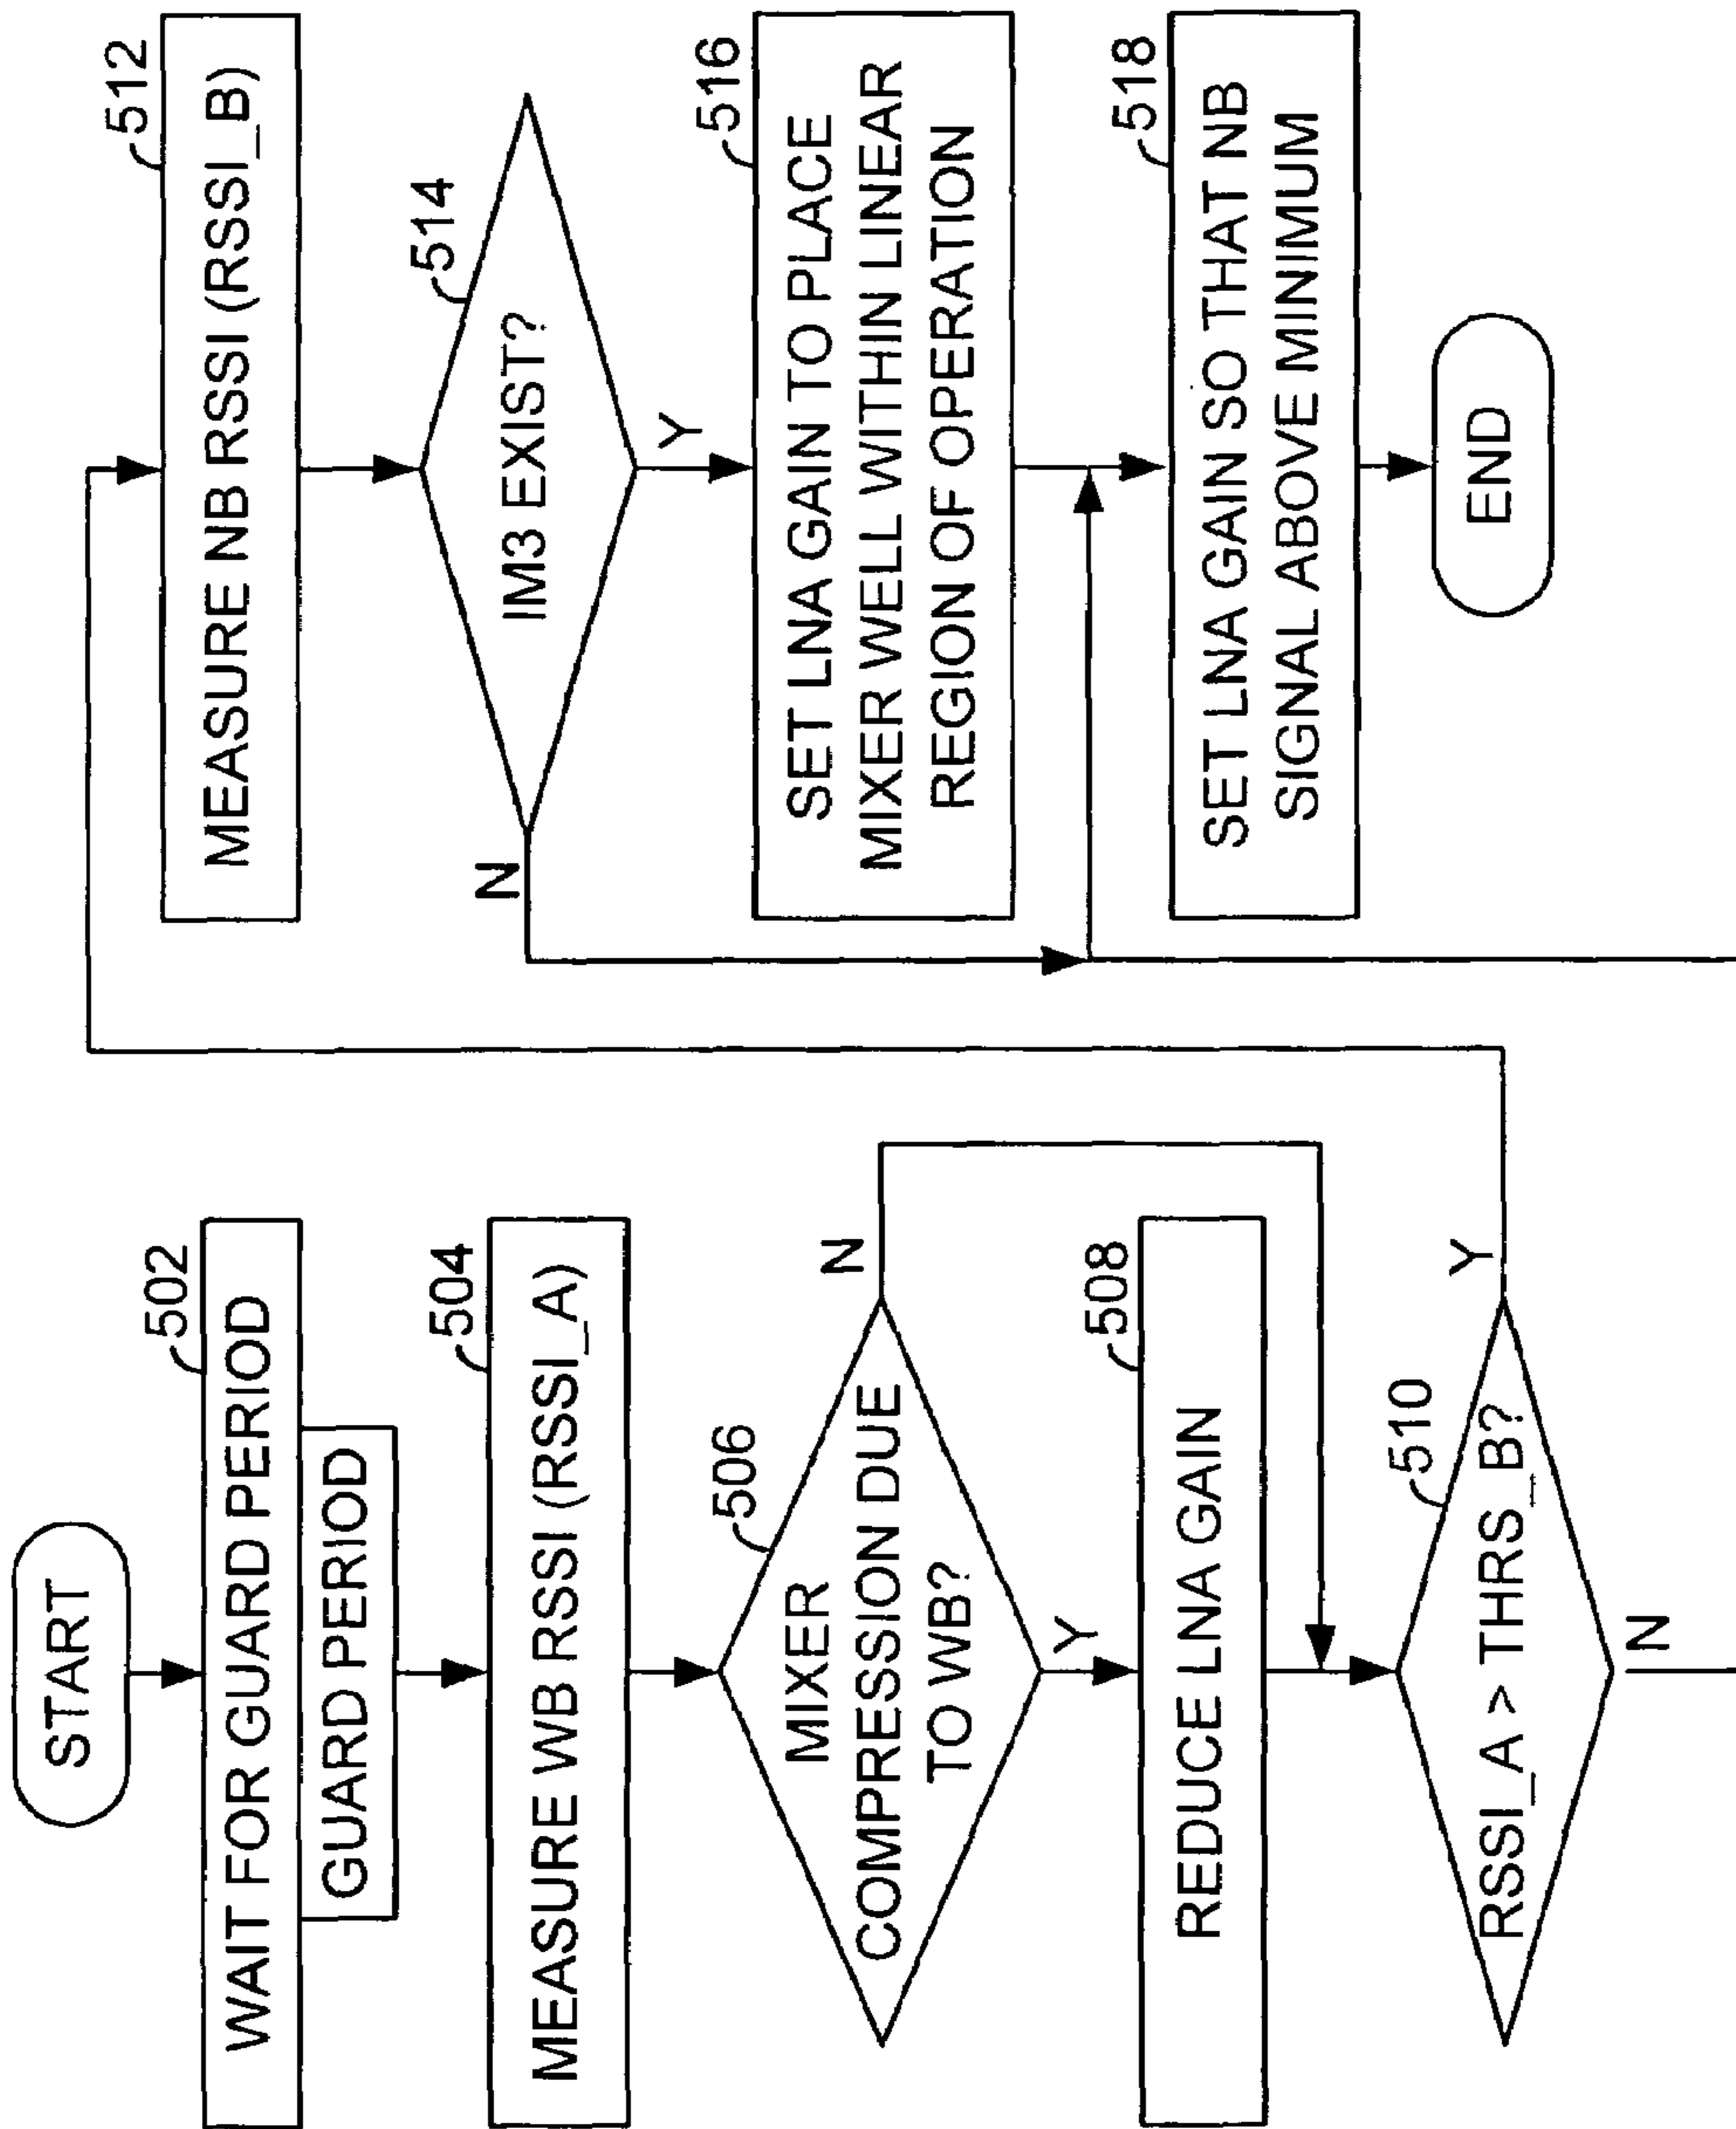 START
502
WAIT FOR GUARD PERIOD
GUARD PERIOD
504
MEASURE WB RSSI (RSSI_A)
506
MIXER
COMPRESSION DUE
TO WB?
N
Y
508
REDUCE LNA GAIN
510
RSSI_A > THRS_B?
Y
N
512
MEASURE NB RSSI (RSSI_B)
514
IM3 EXIST?
N
Y
516
SET LNA GAIN TO PLACE
MIXER WELL WITHIN LINEAR
REGION OF OPERATION
518
SET LNA GAIN SO THAT NB
SIGNAL ABOVE MINIMUM
END